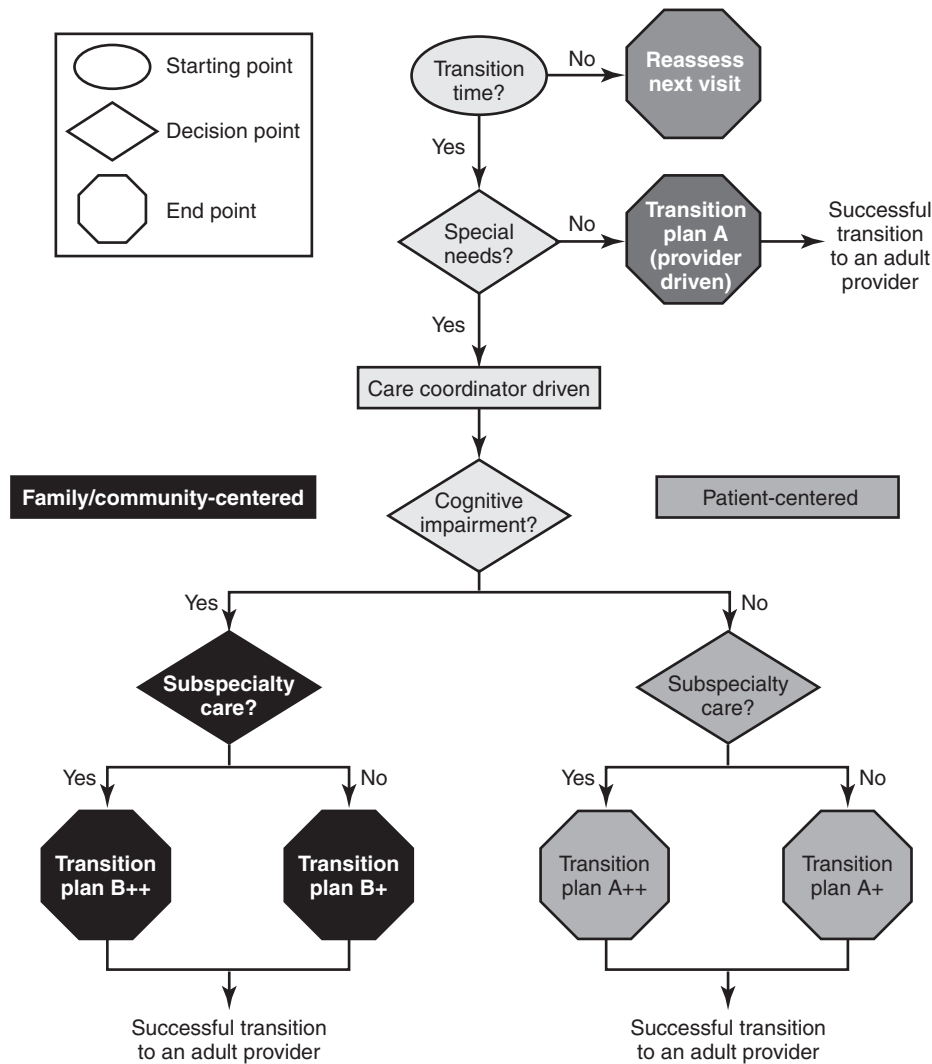 Starting point
Decision point
End point
Transition
time?
No
Reassess
next visit
Yes
Special
needs?
No
Transition
plan A
(provider
driven)
Successful
transition
to an adult
provider
Yes
Care coordinator driven
Family/community-centered
Cognitive
impairment?
Patient-centered
Yes
No
Subspecialty
care?
Subspecialty
care?
Yes
No
Yes
No
Transition
plan B++
Transition
plan B+
Transition
plan A++
Transition
plan A+
Successful transition
to an adult provider
Successful transition
to an adult provider